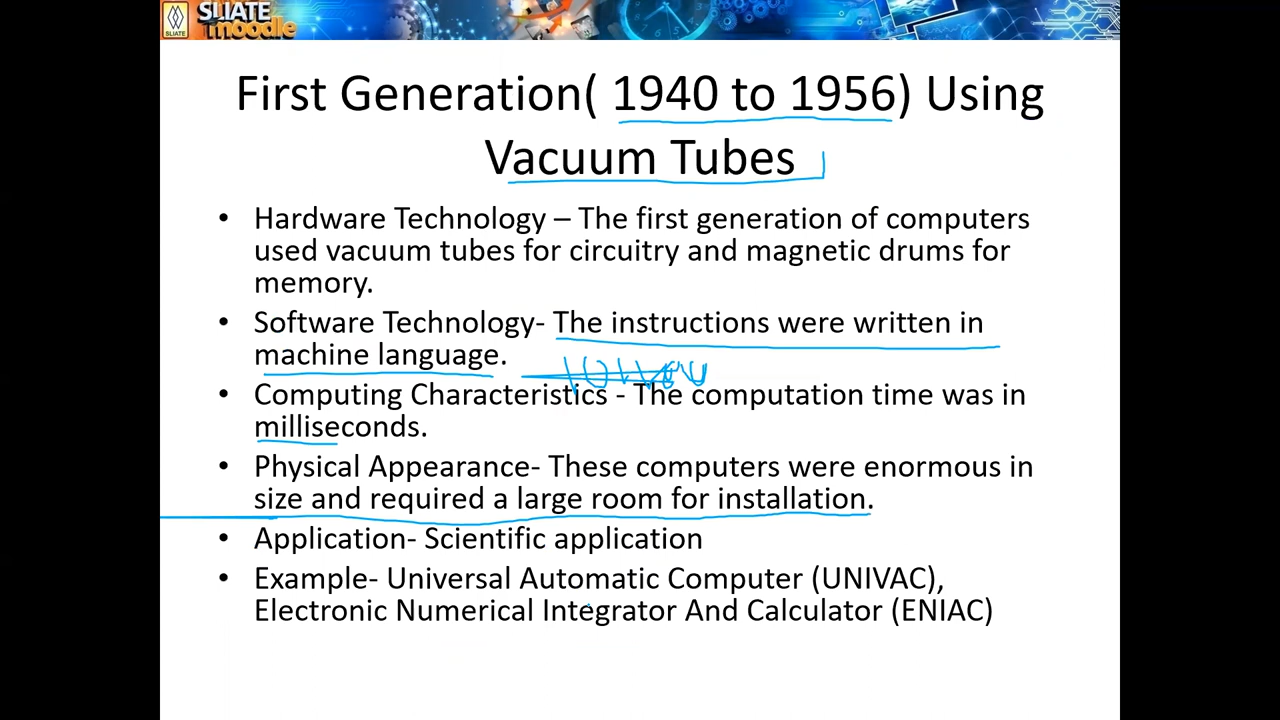 SLIATE
SLIATE
moodle
First Generation( 1940 to 1956) Using
Vacuum Tubes
• Hardware Technology – The first generation of computers
used vacuum tubes for circuitry and magnetic drums for
memory.
• Software Technology- The instructions were written in
machine language.
• Computing Characteristics - The computation time was in
milliseconds.
• Physical Appearance- These computers were enormous in
size and required a large room for installation.
• Application- Scientific application
• Example- Universal Automatic Computer (UNIVAC),
Electronic Numerical Integrator And Calculator (ENIAC)